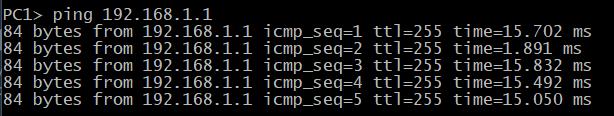 PC1> ping 192.168.1.1
84 bytes from 192.168.1.1 icmp_seq=1 ttl=255 time=15.702 ms
84 bytes from 192.168.1.1 icmp_seq=2 ttl=255 time=1.891 ms
84 bytes from 192.168.1.1 icmp_seq=3 ttl=255 time=15.832 ms
84 bytes from 192.168.1.1 icmp_seq=4 ttl=255 time=15.492 ms
84 bytes from 192.168.1.1 icmp_seq=5 ttl=255 time=15.050 ms